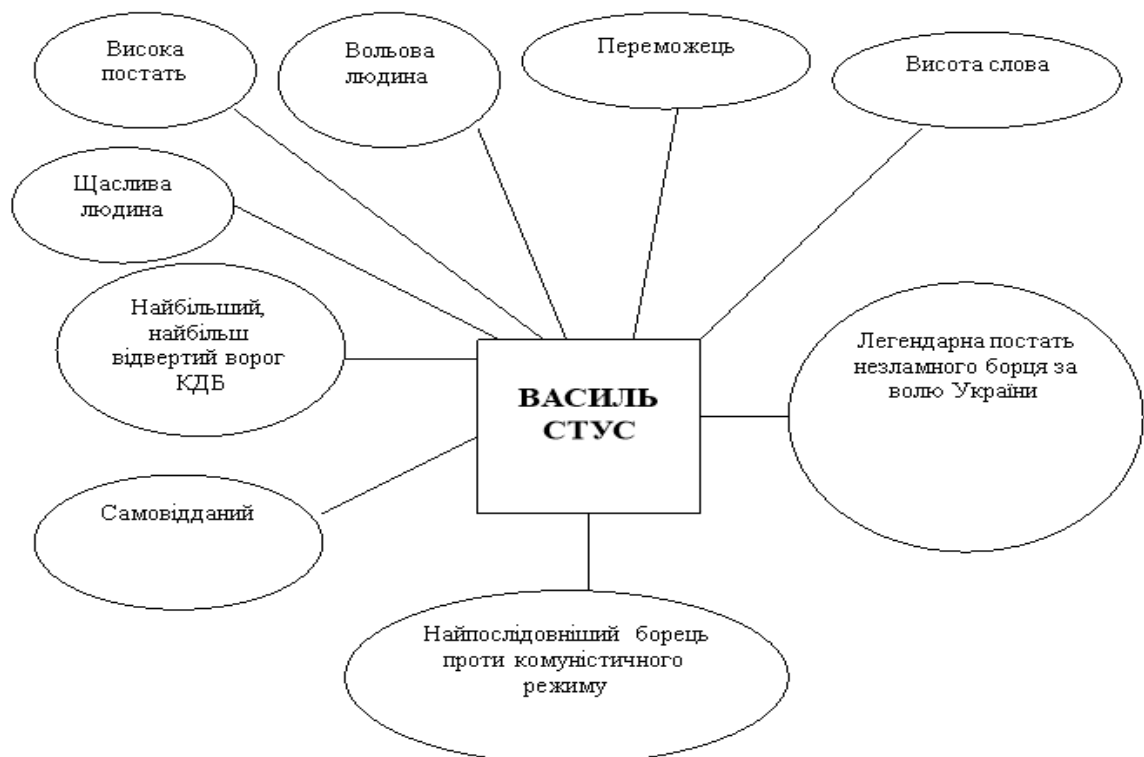 Висока
постать
Вольова
людина
Переможець
Висота слова
Щаслива
людина
Найбільший,
найбільш
відвертий ворог
КДБ
ВАСИЛЬ
СТУС
Легендарна постать
незламного борця за
волю України
Самовідданий
Найпослідовніший борець
проти комуністичного
режиму